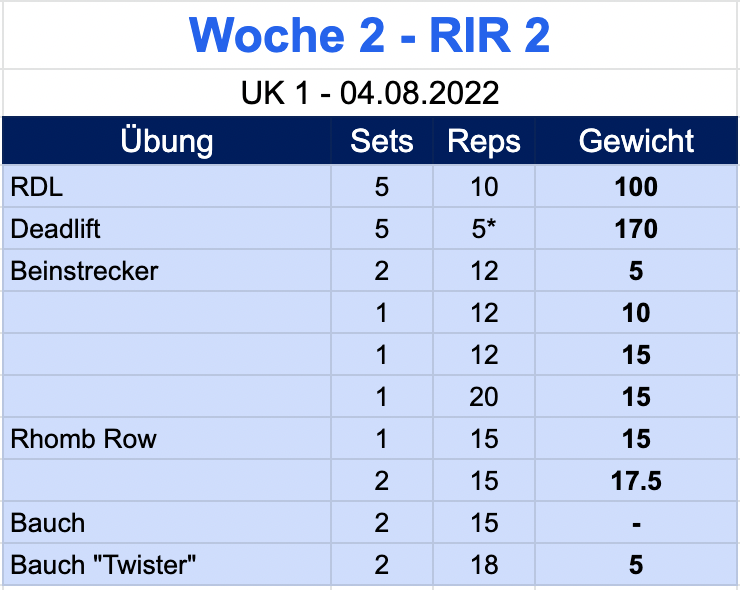 Woche 2 - RIR 2
UK 1 - 04.08.2022
Übung Sets Reps Gewicht
RDL 5 10 100
Deadlift 5 5* 170
Beinstrecker 2 12 5
1 12 10
1 12 15
1 20 15
Rhomb Row 1 15 15
2 15 17.5
Bauch 2 15 -
Bauch "Twister" 2 18 5